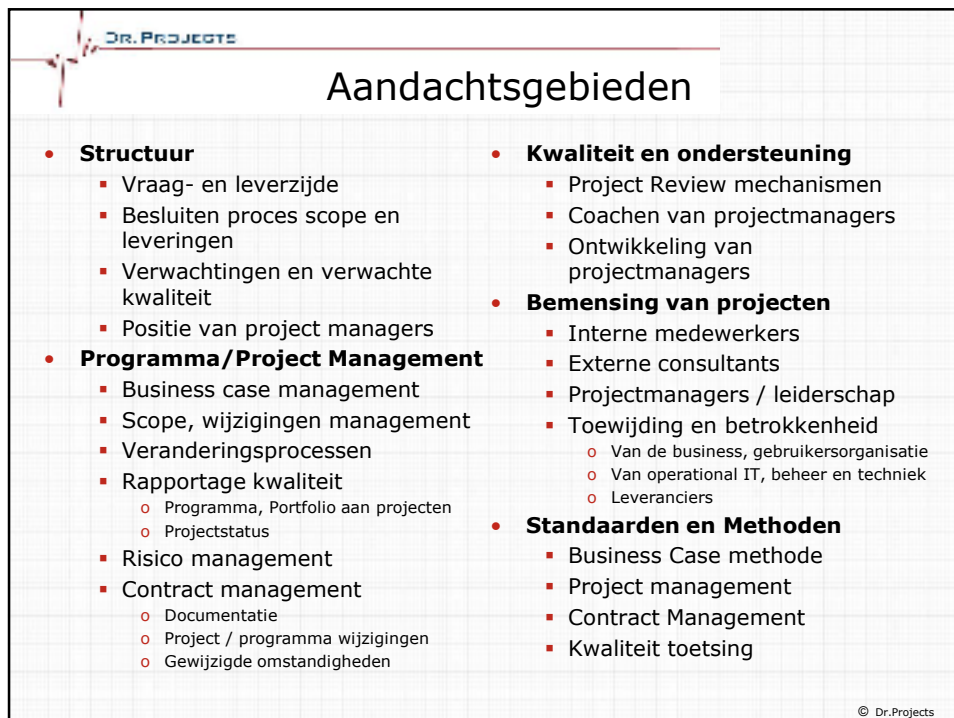 DR. PROJECTS
Aandachtsgebieden
• Structuur
▪ Vraag- en leverzijde
▪ Besluiten proces scope en
leveringen
▪ Verwachtingen en verwachte
kwaliteit
▪ Positie van project managers
• Programma/Project Management
▪ Business case management
▪ Scope, wijzigingen management
▪ Veranderingsprocessen
▪ Rapportage kwaliteit
o Programma, Portfolio aan projecten
o Projectstatus
▪ Risico management
▪ Contract management
o Documentatie
o Project / programma wijzigingen
o Gewijzigde omstandigheden
• Kwaliteit en ondersteuning
▪ Project Review mechanismen
▪ Coachen van projectmanagers
▪ Ontwikkeling van
projectmanagers
• Bemensing van projecten
▪ Interne medewerkers
▪ Externe consultants
▪ Projectmanagers / leiderschap
▪ Toewijding en betrokkenheid
o Van de business, gebruikersorganisatie
o Van operational IT, beheer en techniek
o Leveranciers
• Standaarden en Methoden
▪ Business Case methode
▪ Project management
▪ Contract Management
▪ Kwaliteit toetsing
© Dr.Projects